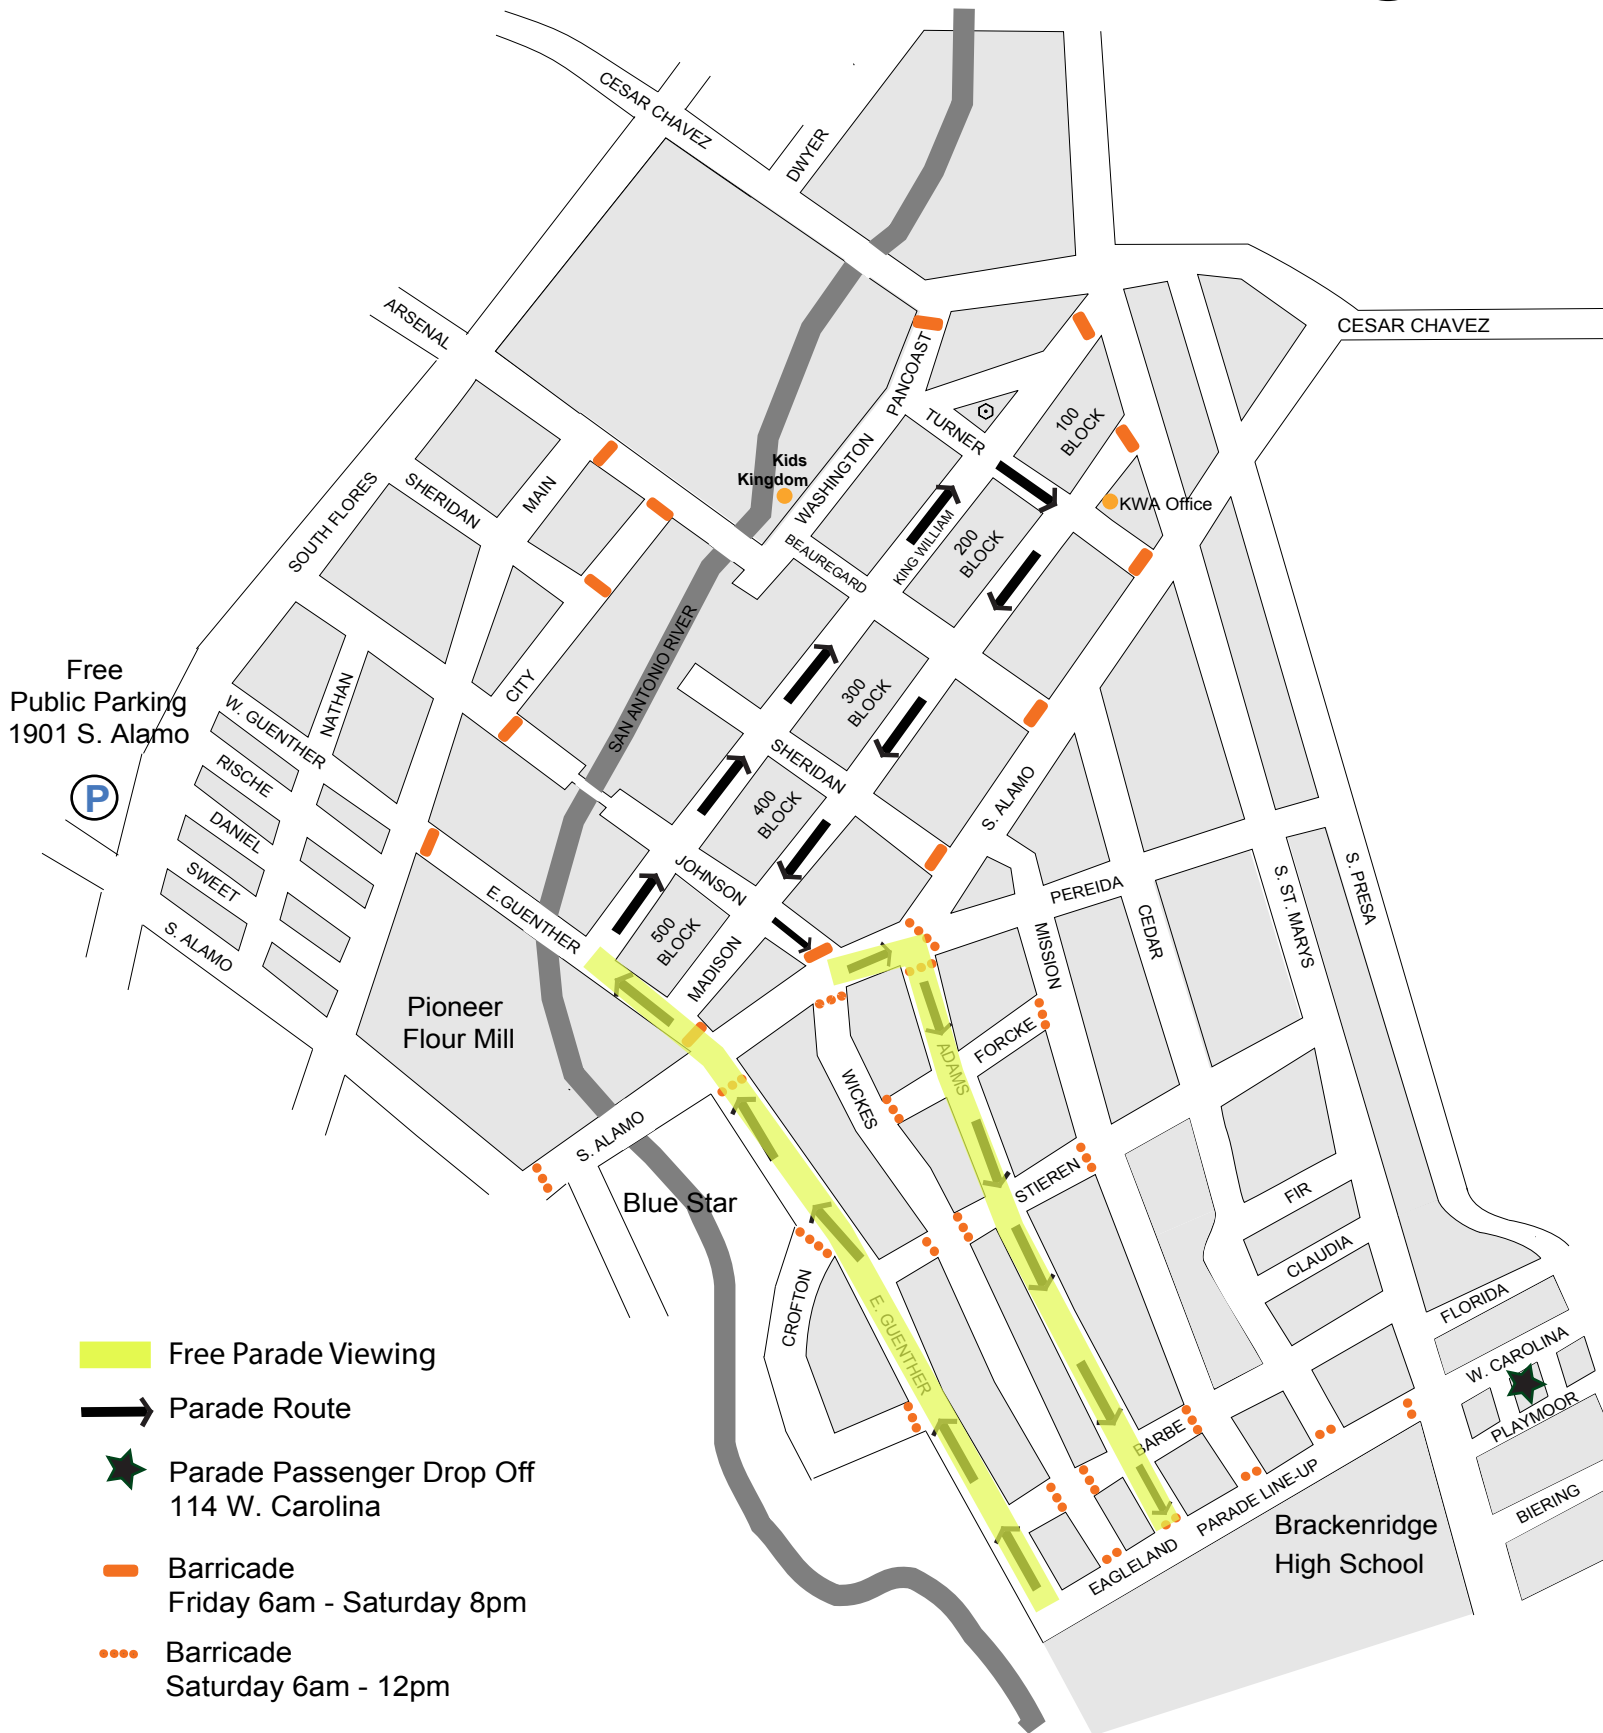 CESAR CHAVEZ
DWYER
ARSENAL
CESAR CHAVEZ
PANCOAST
TURNER
100
BLOCK
Kids
Kingdom
WASHINGTON
KWA Office
SOUTH FLORES
SHERIDAN
MAIN
BEAUREGARD
KING WILLIAM
200
BLOCK
Free
Public Parking
1901 S. Alamo
P
NATHAN
CITY
SAN ANTONIO RIVER
300
BLOCK
W. GUENTHER
RISCHE
DANIEL
SWEET
S. ALAMO
SHERIDAN
400
BLOCK
S. ALAMO
JOHNSON
E.GUENTHER
500
BLOCK
MADISON
PEREIDA
MISSION
CEDAR
S. ST. MARYS
S. PRESA
Pioneer
Flour Mill
ADAMS
FORCKE
WICKES
S. ALAMO
STIEREN
Blue Star
FIR
CLAUDIA
CROFTON
E. GUENTHER
FLORIDA
W. CAROLINA
PLAYMOOR
BIERING
BARBE
PARADE LINE-UP
EAGLELAND
Brackenridge
High School
Free Parade Viewing
Parade Route
Parade Passenger Drop Off
114 W. Carolina
Barricade
Friday 6am - Saturday 8pm
Barricade
Saturday 6am - 12pm